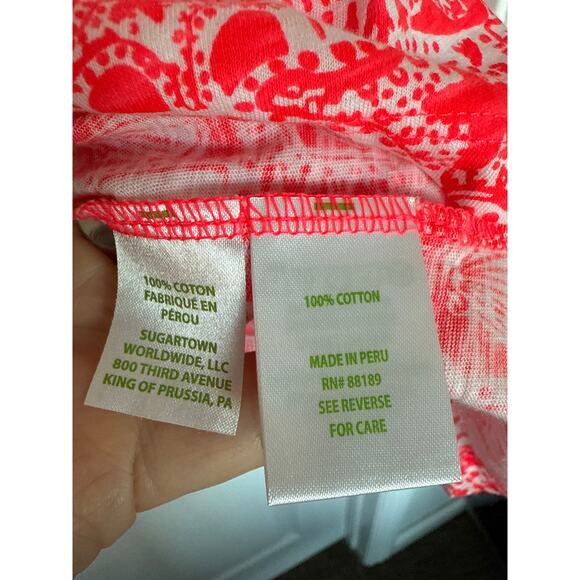 100% COTON
FABRIQUÉ EN
PÉROU
SUGARTOWN
WORLDWIDE, LLC
800 THIRD AVENUE
KING OF PRUSSIA, PA
100% COTTON
MADE IN PERU
RN# 88189
SEE REVERSE
FOR CARE